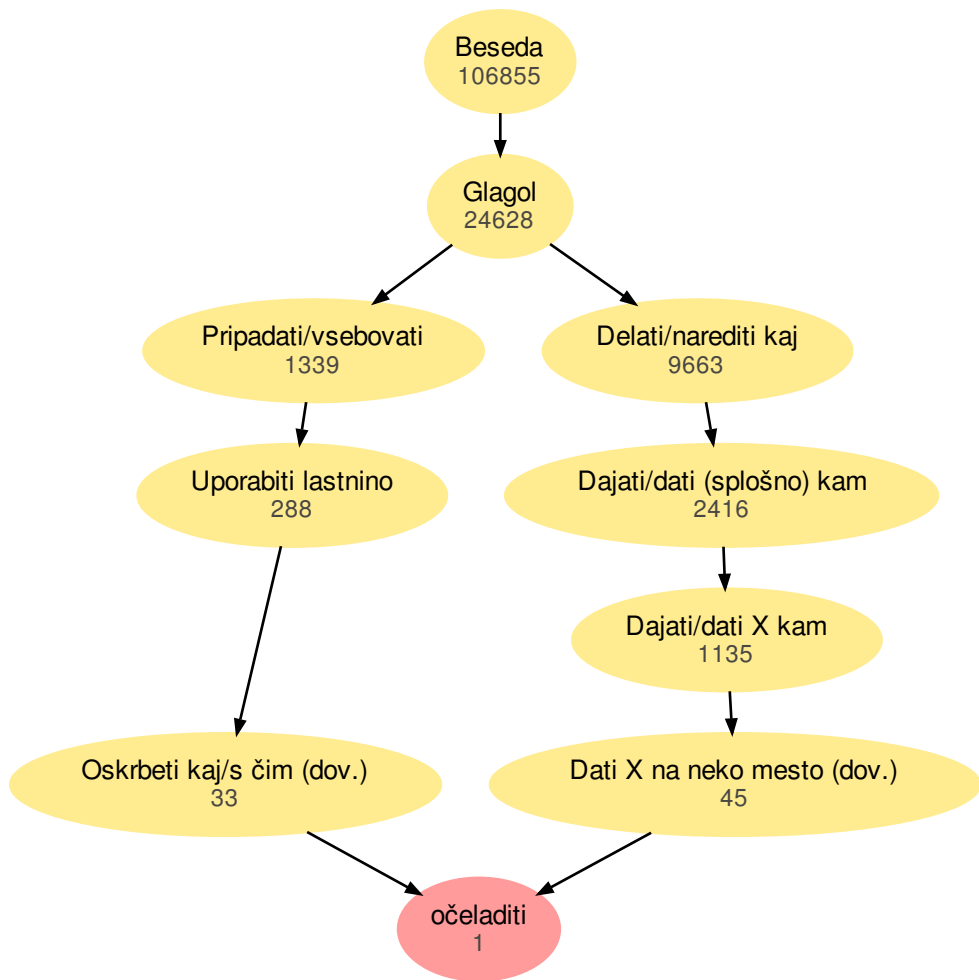 Beseda
106855
Glagol
24628
Pripadati/vsebovati
1339
Delati/narediti kaj
9663
Uporabiti lastnino
288
Dajati/dati (splošno) kam
2416
Dajati/dati X kam
1135
Oskrbeti kaj/s čim (dov.)
33
Dati X na neko mesto (dov.)
45
očeladiti
1